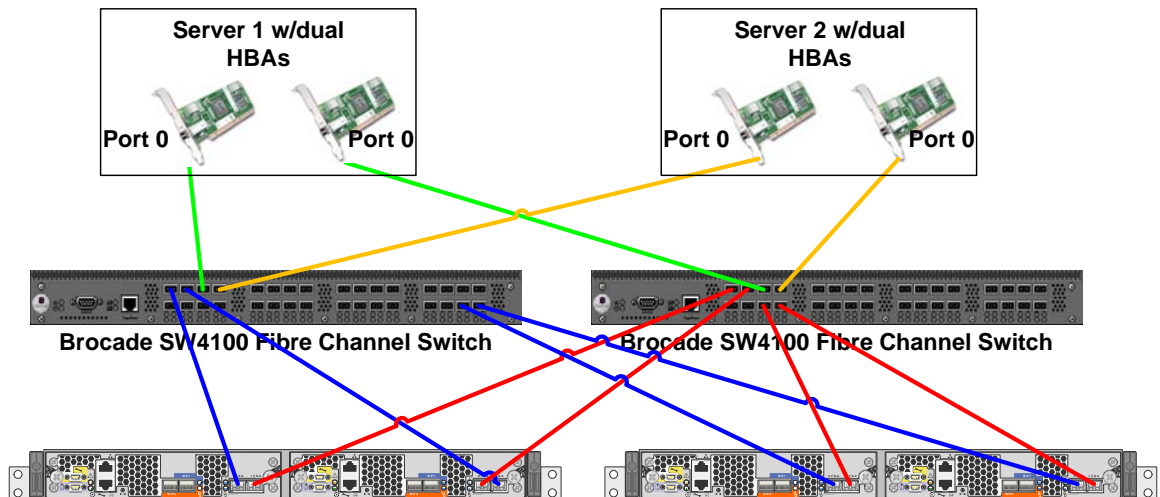 Server 1 w/dual
HBAs
Port 0
Port 0
Server 2 w/dual
HBAs
Port 0
Port 0
Brocade SW4100 Fibre Channel Switch
Brocade SW4100 Fibre Channel Switch